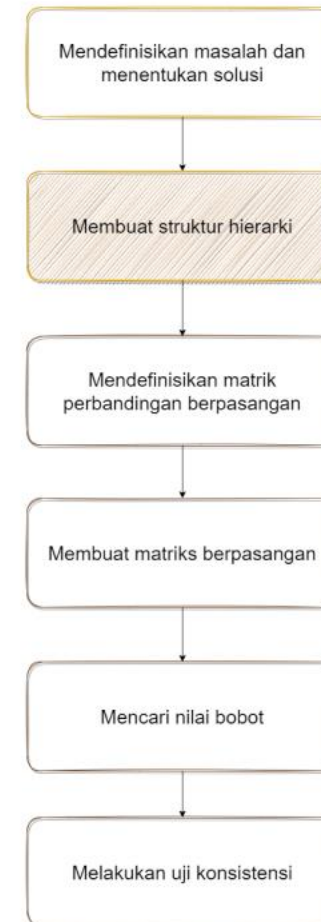 Mendefinisikan masalah dan
menentukan solusi
Membuat struktur hierarki
Mendefinisikan matrik
perbandingan berpasangan
Membuat matriks berpasangan
Mencari nilai bobot
Melakukan uji konsistensi